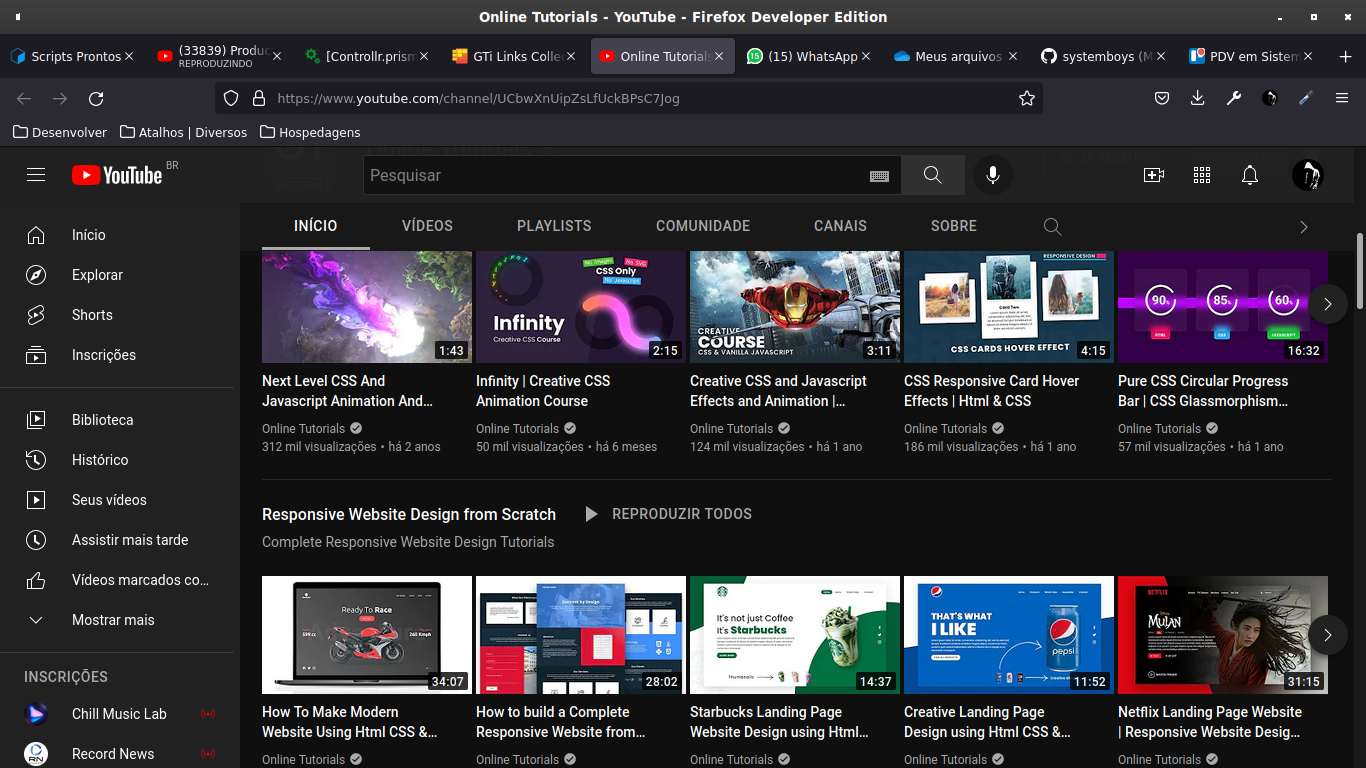 Online Tutorials - YouTube - Firefox Developer Edition
Scripts Prontos
(33839) Produc
REPRODUZINDO
[Controllr.prism
GTi Links Collec
Online Tutorials
(15) WhatsApp
Meus arquivos
systemboys (M
PDV em Sistem
https://www.youtube.com/channel/UCbwXnUipZsLfUckBPsC7Jog
Desenvolver
Atalhos | Diversos
Hospedagens
YouTube BR
Pesquisar
INÍCIO
VÍDEOS
PLAYLISTS
COMUNIDADE
CANAIS
SOBRE
Início
Explorar
Shorts
Inscrições
Biblioteca
Histórico
Seus vídeos
Assistir mais tarde
Vídeos marcados co...
Mostrar mais
INSCRIÇÕES
Chill Music Lab
Record News
1:43
Next Level CSS And
Javascript Animation And...
Online Tutorials
312 mil visualizações • há 2 anos
No Images
No SVG
CSS Only
No Javascript
Infinity
Creative CSS Course
2:15
Infinity | Creative CSS
Animation Course
Online Tutorials
50 mil visualizações • há 6 meses
CREATIVE
COURSE
CSS & VANILLA JAVASCRIPT
3:11
Creative CSS and Javascript
Effects and Animation |...
Online Tutorials
124 mil visualizações • há 1 ano
RESPONSIVE DESIGN
Card Two
CSS CARDS HOVER EFFECT
4:15
CSS Responsive Card Hover
Effects | Html & CSS
Online Tutorials
186 mil visualizações • há 1 ano
90%
85%
60%
HTML
CSS
JAVASCRIPT
16:32
Pure CSS Circular Progress
Bar | CSS Glassmorphism...
Online Tutorials
57 mil visualizações • há 1 ano
Responsive Website Design from Scratch
REPRODUZIR TODOS
Complete Responsive Website Design Tutorials
Ready To Race
599 cc
260 Kmph
34:07
How To Make Modern
Website Using Html CSS &...
Online Tutorials
Success by Design
28:02
How to build a Complete
Responsive Website from...
Online Tutorials
It's not just Coffee
It's Starbucks
Thumbnails
14:37
Starbucks Landing Page
Website Design using Html...
Online Tutorials
THAT'S WHAT
I LIKE
pepsi
11:52
Creative Landing Page
Design using Html CSS &...
Online Tutorials
NETFLIX
Disney
MULAN
WATCH TRAILER
31:15
Netflix Landing Page Website
| Responsive Website Desig...
Online Tutorials